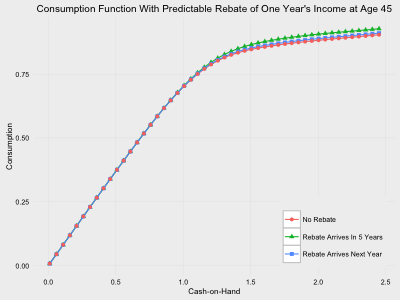 Consumption Function With Predictable Rebate of One Year's Income at Age 45
Consumption
0.75
0.50
0.25
0.00
No Rebate
Rebate Arrives In 5 Years
Rebate Arrives Next Year
0.0 0.5 1.0 1.5 2.0 2.5
Cash-on-Hand